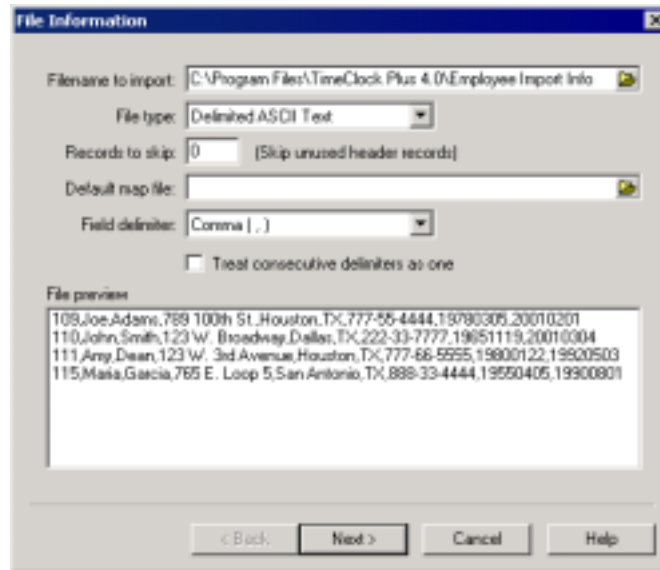 File Information
Filename to import: C:\Program Files\TimeClock Plus 4.0\Employee Import Info
File type: Delimited ASCII Text
Records to skip: 0 (Skip unused header records)
Default map file:
Field delimiter: Comma ( , )
Treat consecutive delimiters as one
File preview
109,Joe,Adams,789 100th St.,Houston,TX,777-55-4444,19780305,20010201
110,John,Smith,123 W. Broadway,Dallas,TX,222-33-7777,19651119,20010304
111,Amy,Dean,123 W. 3rd Avenue,Houston,TX,777-66-5555,19800122,19920503
115,Maria,Garcia,765 E. Loop 5,San Antonio,TX,888-33-4444,19550405,19900801
< Back Next > Cancel Help